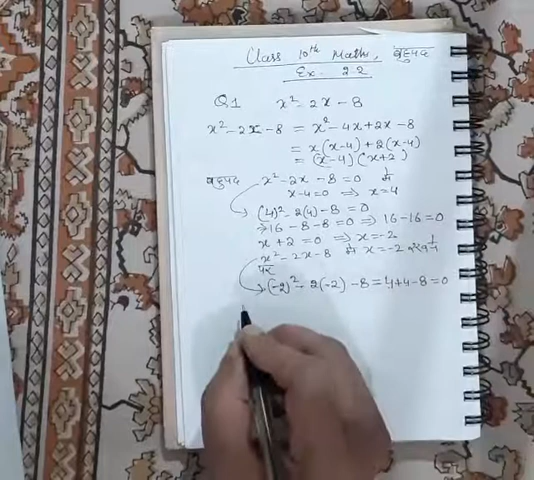 Class 10th Maths, बहुपद
Ex. 2.2
Q1 x² - 2x - 8
x² - 2x - 8 = x² - 4x + 2x - 8
= x(x-4) + 2(x-4)
= (x-4)(x+2)
बहुपद x² - 2x - 8 = 0 में
x-4=0 ⇒ x=4
(4)² - 2(4) - 8 = 0
⇒ 16 - 8 - 8 = 0 ⇒ 16 - 16 = 0
x + 2 = 0 ⇒ x = -2
x² - 2x - 8 में x = -2 रखने
पर
(-2)² - 2(-2) - 8 = 4+4-8 = 0